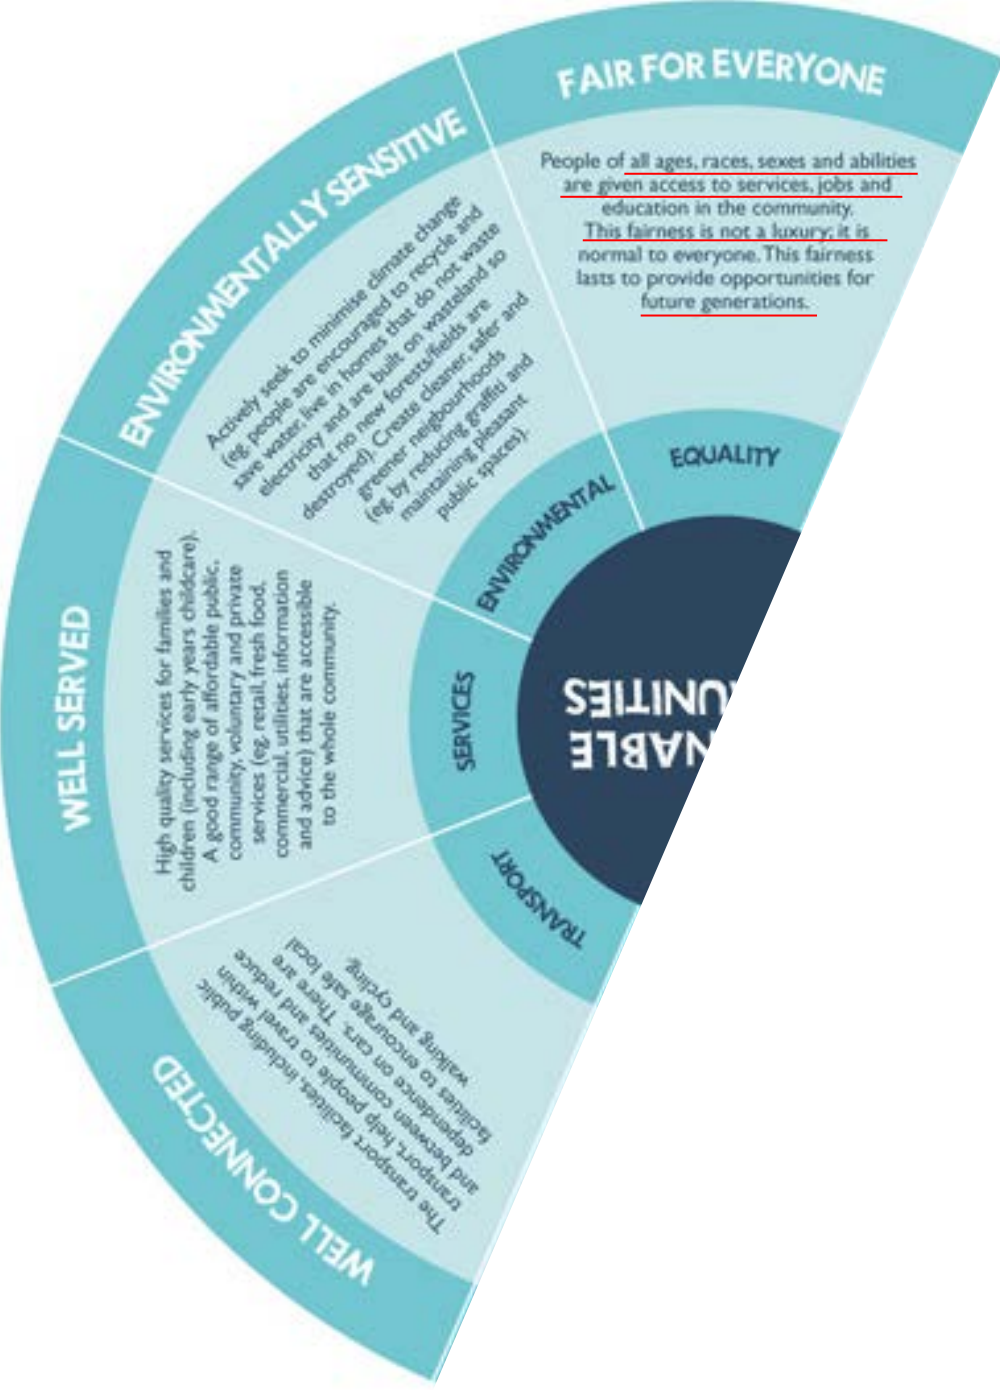 FAIR FOR EVERYONE
People of all ages, races, sexes and abilities
are given access to services, jobs and
education in the community.
This fairness is not a luxury; it is
normal to everyone. This fairness
lasts to provide opportunities for
future generations.
EQUALITY
ENVIRONMENTALLY SENSITIVE
Actively seek to minimise climate change
(eg. people are encouraged to recycle and
save water, live in homes that do not waste
electricity and are built on wasteland so
that no new forests/fields are
destroyed). Create cleaner, safer and
greener neigbourhoods
(eg. by reducing graffiti and
maintaining pleasant
public spaces).
ENVIRONMENTAL
WELL SERVED
High quality services for families and
children (including early years childcare).
A good range of affordable public,
community, voluntary and private
services (eg. retail, fresh food,
commercial, utilities, information
and advice) that are accessible
to the whole community.
SERVICES
WELL CONNECTED
The transport facilities, including public
transport, help people to travel within
and between communities and reduce
dependence on cars. There are
facilities to encourage safe local
walking and cycling.
TRANSPORT
NABLE
UNITIES